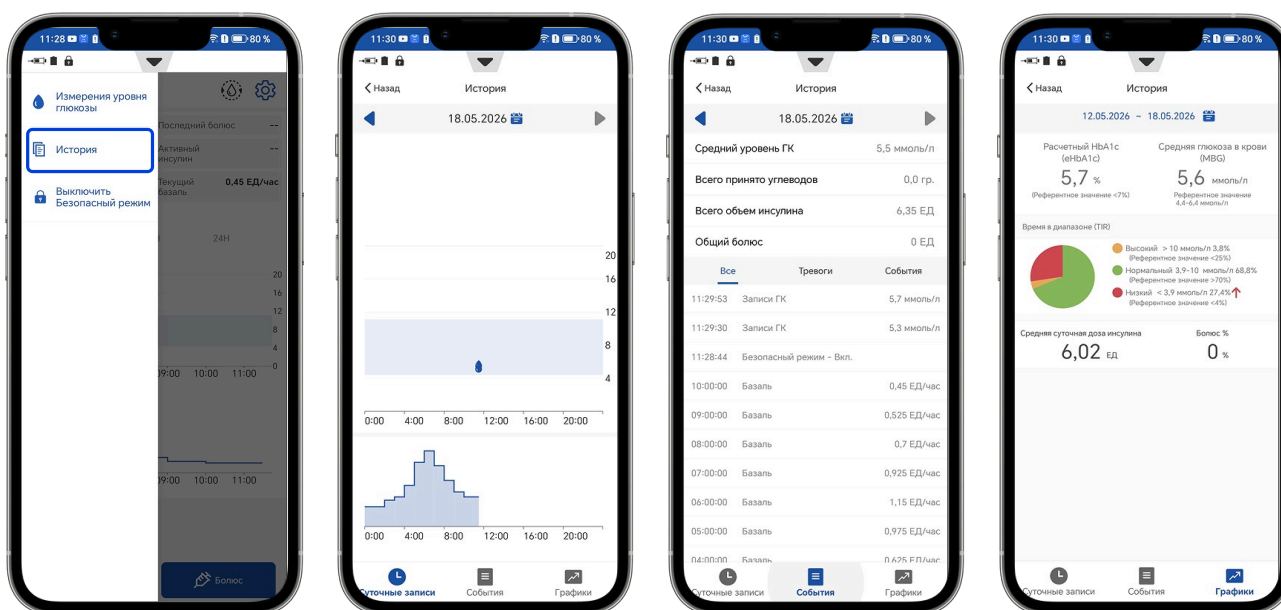 11:28 80 %
Измерения уровня
глюкозы
История
Выключить
Безопасный режим
Последний болюс --
Активный
инсулин --
Текущий
базаль 0,45 ЕД/час
24H
20
16
12
8
4
0
09:00 10:00 11:00
09:00 10:00 11:00
Болюс
11:30 80 %
Назад История
18.05.2026
20
16
12
8
4
0:00 4:00 8:00 12:00 16:00 20:00
0:00 4:00 8:00 12:00 16:00 20:00
Суточные записи События Графики
11:30 80 %
Назад История
18.05.2026
Средний уровень ГК 5,5 ммоль/л
Всего принято углеводов 0,0 гр.
Всего объем инсулина 6,35 ЕД
Общий болюс 0 ЕД
Все Тревоги События
11:29:53 Записи ГК 5,7 ммоль/л
11:29:30 Записи ГК 5,3 ммоль/л
11:28:44 Безопасный режим - Вкл.
10:00:00 Базаль 0,45 ЕД/час
09:00:00 Базаль 0,525 ЕД/час
08:00:00 Базаль 0,7 ЕД/час
07:00:00 Базаль 0,925 ЕД/час
06:00:00 Базаль 1,15 ЕД/час
05:00:00 Базаль 0,975 ЕД/час
04:00:00 Базаль 0,625 ЕД/час
Суточные записи События Графики
11:30 80 %
Назад История
12.05.2026 ~ 18.05.2026
Расчетный HbA1c
(eHbA1c)
5,7 %
(Референтное значение <7%)
Средняя глюкоза в крови
(MBG)
5,6 ммоль/л
Референтное значение
4,4-6,4 ммоль/л
Время в диапазоне (TIR)
Высокий > 10 ммоль/л 3,8%
(Референтное значение <25%)
Нормальный 3,9-10 ммоль/л 68,8%
(Референтное значение >70%)
Низкий < 3,9 ммоль/л 27,4%
(Референтное значение <4%)
Средняя суточная доза инсулина
6,02 ЕД
Болюс %
0 %
Суточные записи События Графики